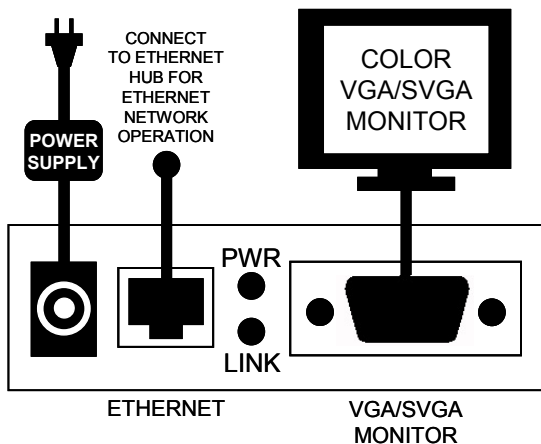 CONNECT
TO ETHERNET
HUB FOR
ETHERNET
NETWORK
OPERATION
COLOR
VGA/SVGA
MONITOR
POWER
SUPPLY
PWR
LINK
ETHERNET
VGA/SVGA
MONITOR